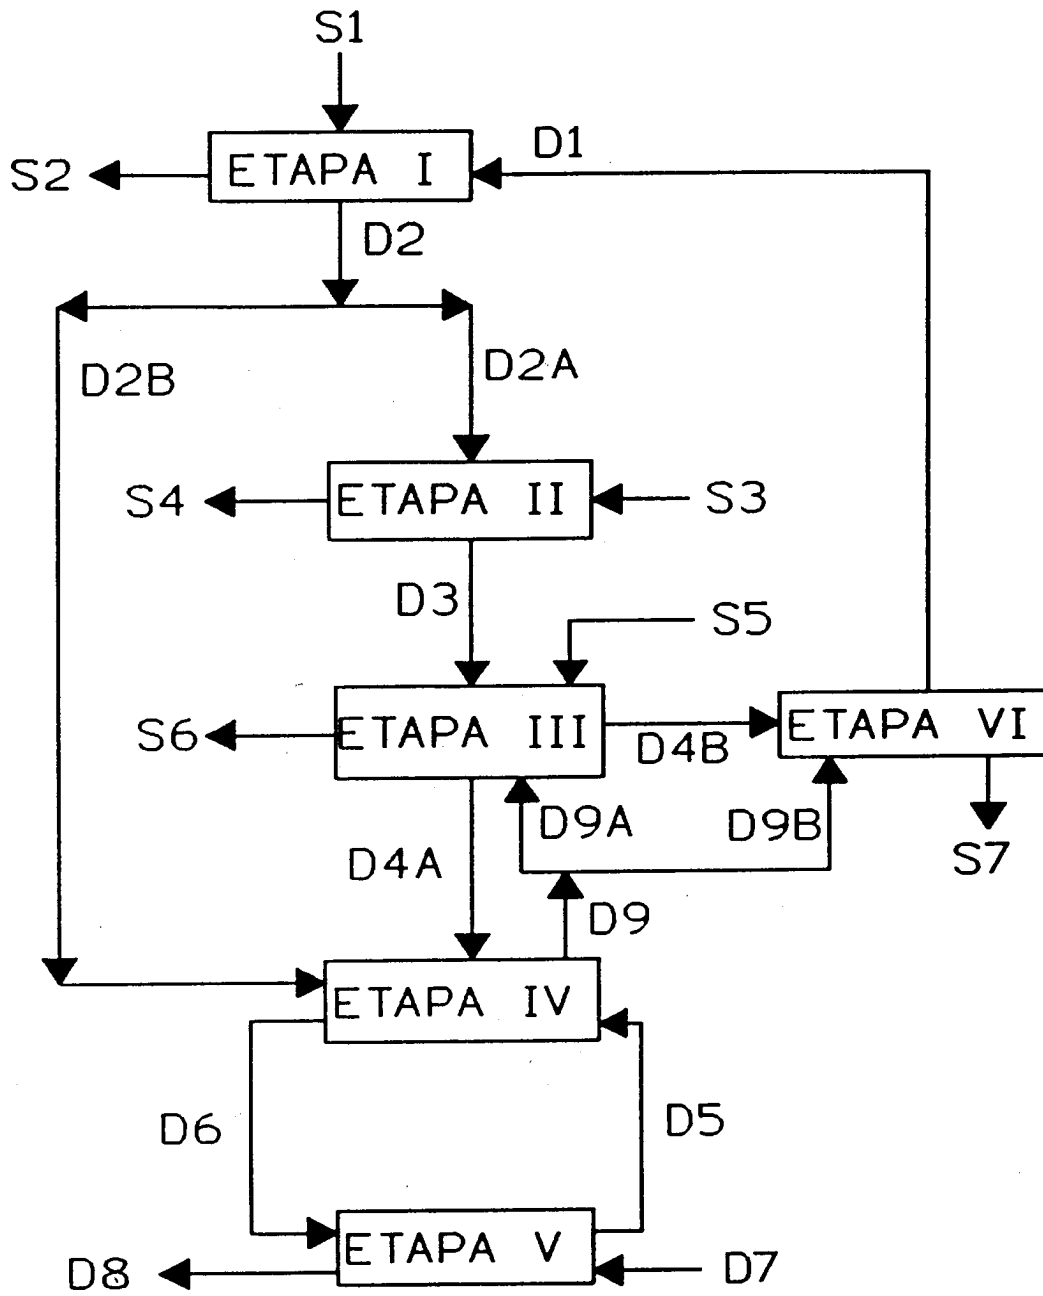 S1
ETAPA I
D1
S2
D2
D2B
D2A
S4
ETAPA II
S3
D3
S5
S6
ETAPA III
D4B
ETAPA VI
D9A
D9B
D4A
S7
D9
ETAPA IV
D6
D5
ETAPA V
D8
D7